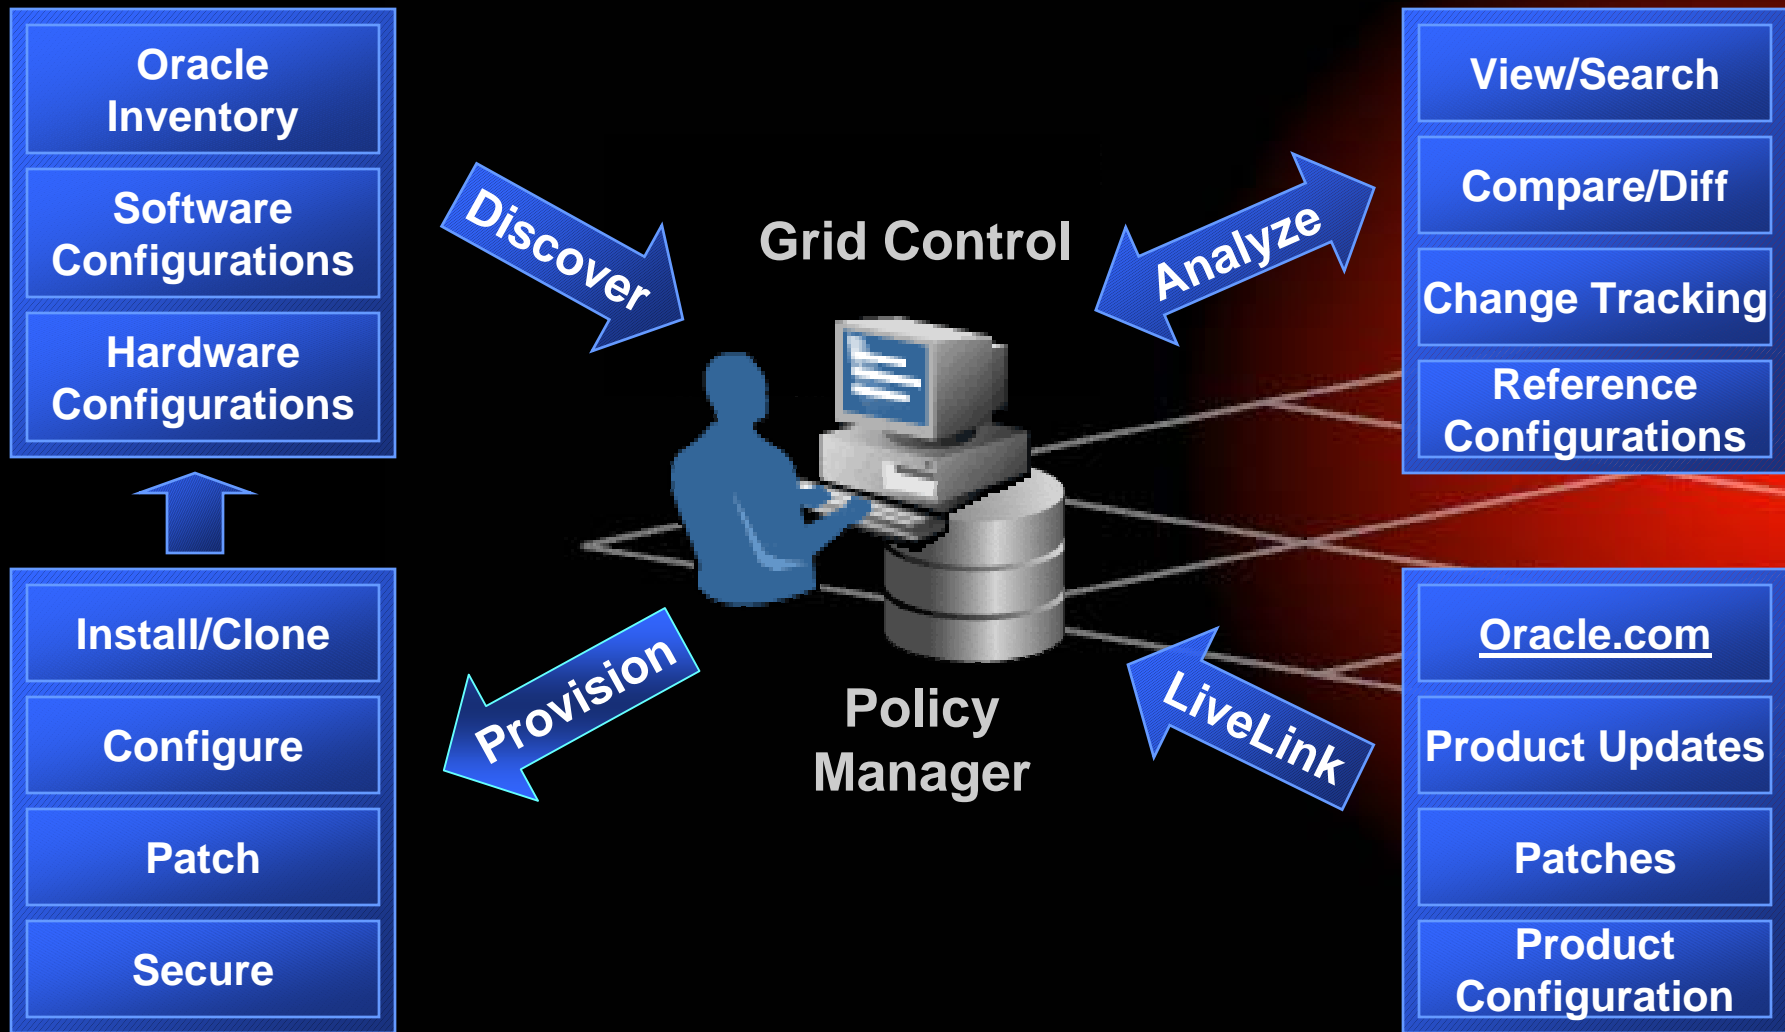 Oracle
Inventory
Software
Configurations
Hardware
Configurations
Install/Clone
Configure
Patch
Secure
Discover
Provision
Grid Control
Policy
Manager
Analyze
LiveLink
View/Search
Compare/Diff
Change Tracking
Reference
Configurations
Oracle.com
Product Updates
Patches
Product
Configuration